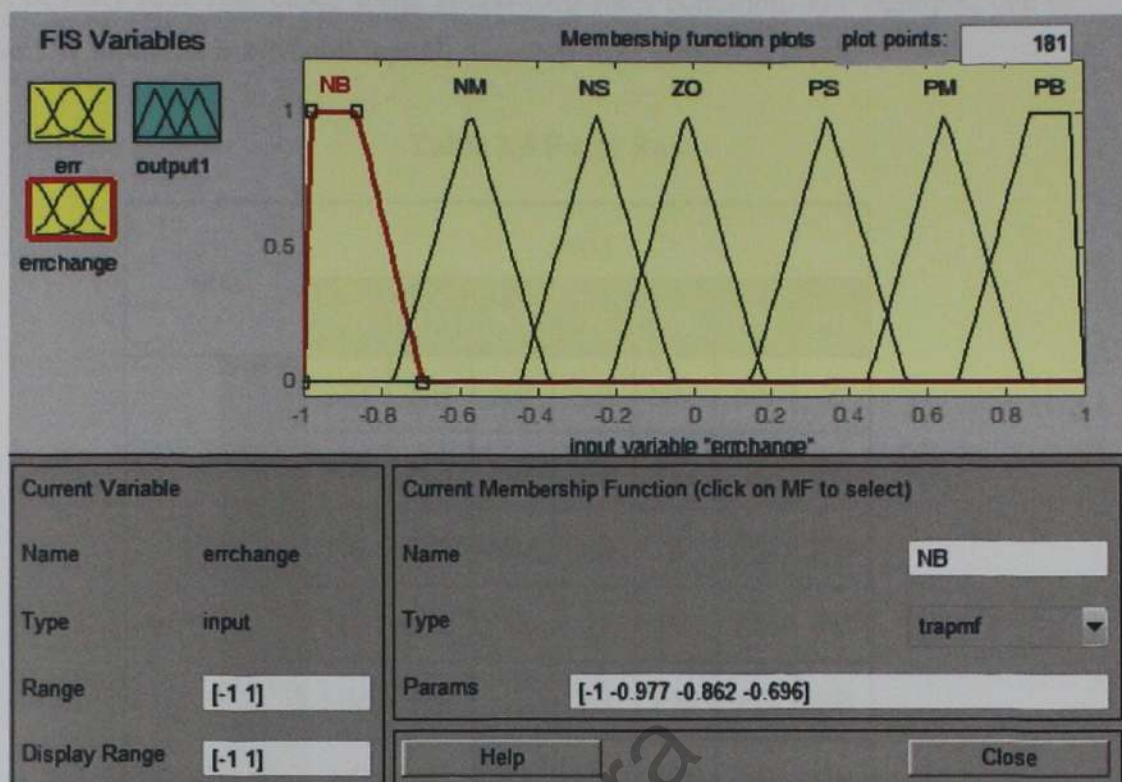 FIS Variables
Membership function plots plot points: 181
err output1
errchange
NB NM NS ZO PS PM PB
1
0.5
0
-1 -0.8 -0.6 -0.4 -0.2 0 0.2 0.4 0.6 0.8 1
input variable "errchange"
Current Variable
Name errchange
Type input
Range [-1 1]
Display Range [-1 1]
Current Membership Function (click on MF to select)
Name NB
Type trapmf
Params [-1 -0.977 -0.862 -0.696]
Help Close